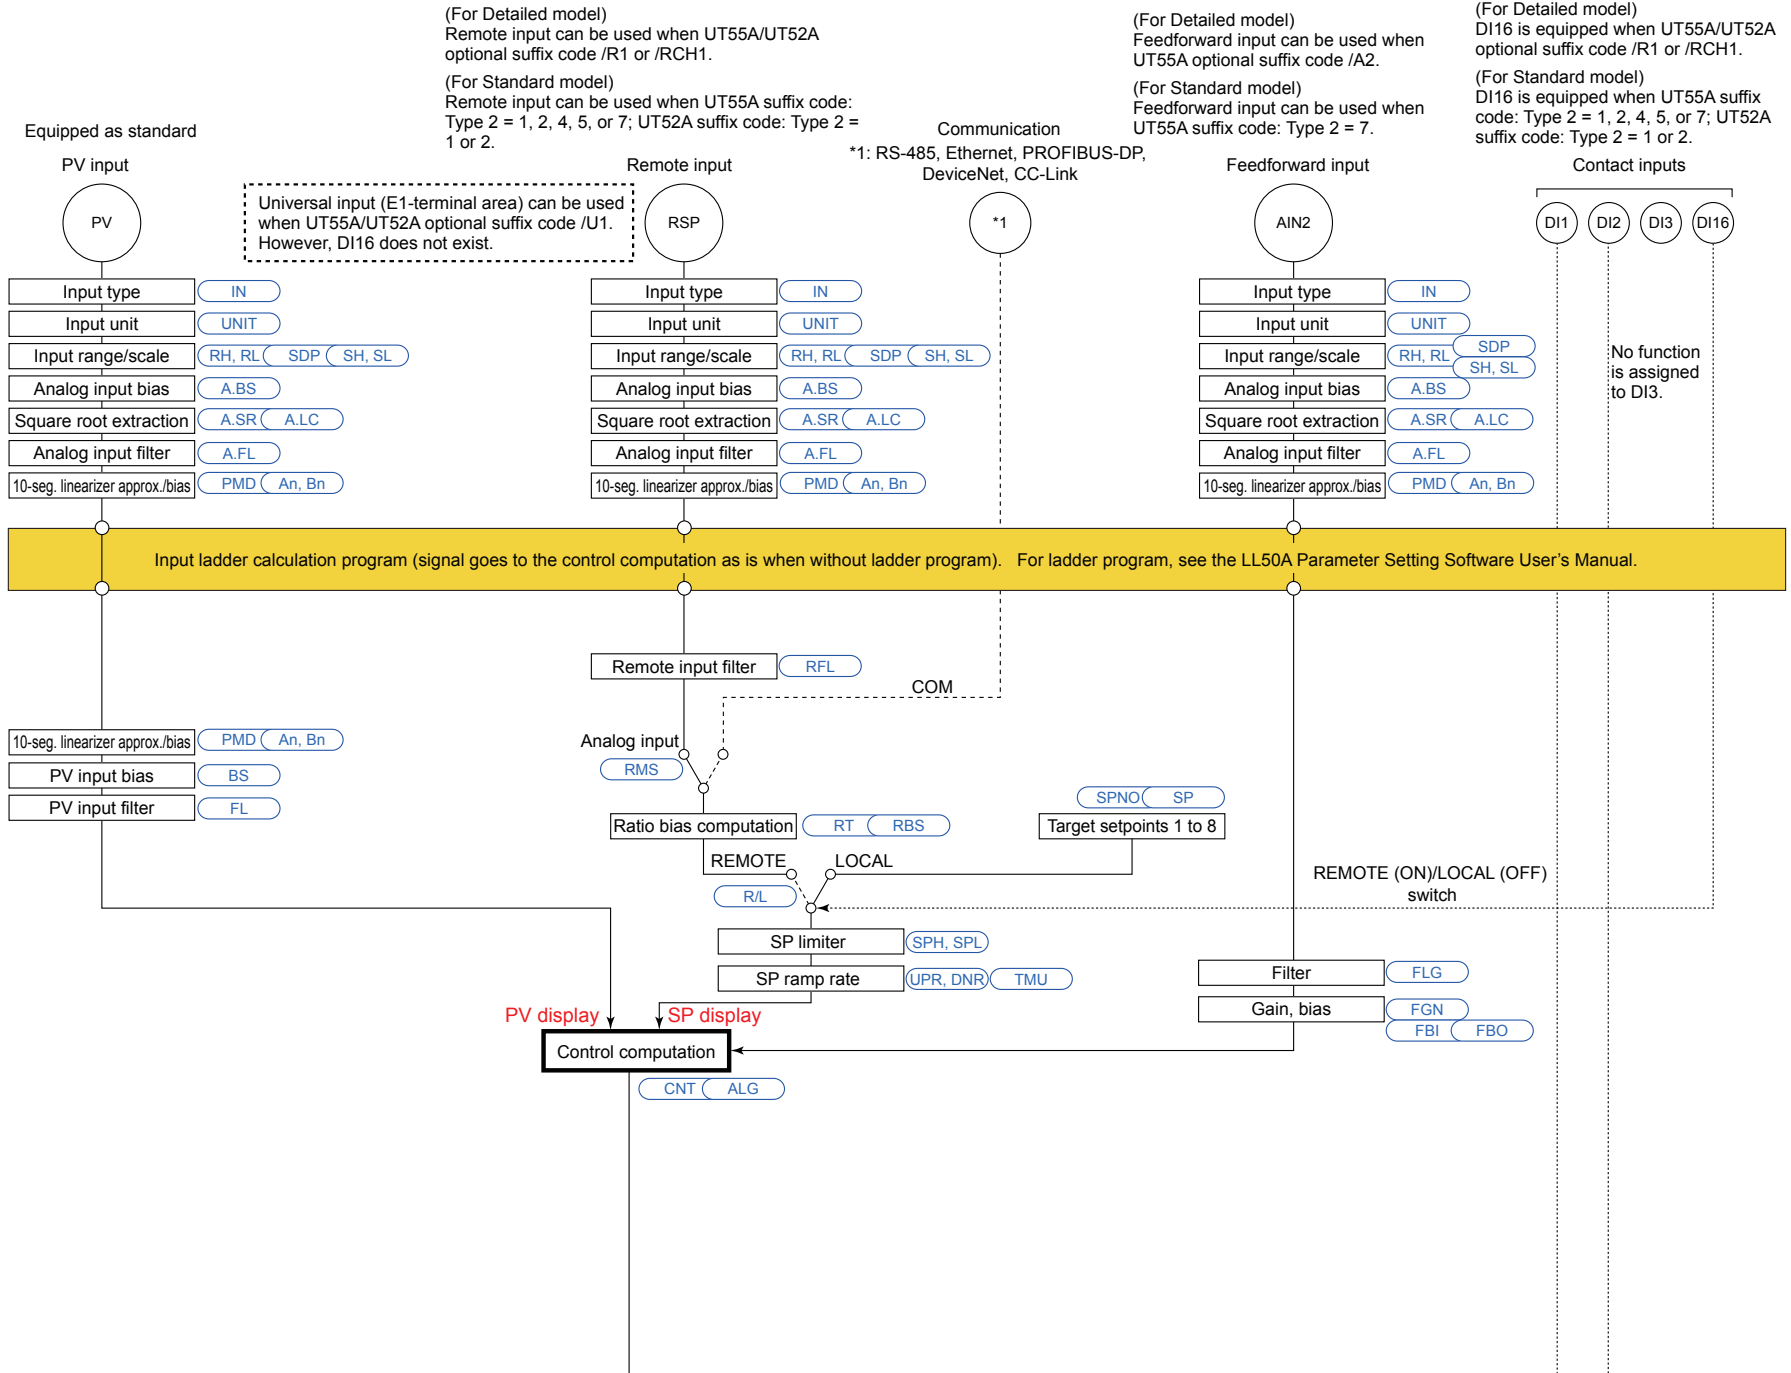 (For Detailed model)
Remote input can be used when UT55A/UT52A
optional suffix code /R1 or /RCH1.
(For Standard model)
Remote input can be used when UT55A suffix code:
Type 2 = 1, 2, 4, 5, or 7; UT52A suffix code: Type 2 =
1 or 2.
(For Detailed model)
Feedforward input can be used when
UT55A optional suffix code /A2.
(For Standard model)
Feedforward input can be used when
UT55A suffix code: Type 2 = 7.
(For Detailed model)
DI16 is equipped when UT55A/UT52A
optional suffix code /R1 or /RCH1.
(For Standard model)
DI16 is equipped when UT55A suffix
code: Type 2 = 1, 2, 4, 5, or 7; UT52A
suffix code: Type 2 = 1 or 2.
Equipped as standard
PV input
Remote input
Communication
*1: RS-485, Ethernet, PROFIBUS-DP,
DeviceNet, CC-Link
Feedforward input
Contact inputs
PV
Universal input (E1-terminal area) can be used
when UT55A/UT52A optional suffix code /U1.
However, DI16 does not exist.
RSP
*1
AIN2
DI1
DI2
DI3
DI16
Input type IN
Input unit UNIT
Input range/scale RH, RL SDP SH, SL
Analog input bias A.BS
Square root extraction A.SR A.LC
Analog input filter A.FL
10-seg. linearizer approx./bias PMD An, Bn
Input type IN
Input unit UNIT
Input range/scale RH, RL SDP SH, SL
Analog input bias A.BS
Square root extraction A.SR A.LC
Analog input filter A.FL
10-seg. linearizer approx./bias PMD An, Bn
Input type IN
Input unit UNIT
Input range/scale RH, RL SDP SH, SL
Analog input bias A.BS
Square root extraction A.SR A.LC
Analog input filter A.FL
10-seg. linearizer approx./bias PMD An, Bn
No function
is assigned
to DI3.
Input ladder calculation program (signal goes to the control computation as is when without ladder program). For ladder program, see the LL50A Parameter Setting Software User's Manual.
Remote input filter RFL
COM
10-seg. linearizer approx./bias PMD An, Bn
PV input bias BS
PV input filter FL
Analog input
RMS
SPNO SP
Ratio bias computation RT RBS
Target setpoints 1 to 8
REMOTE LOCAL
R/L
REMOTE (ON)/LOCAL (OFF)
switch
SP limiter SPH, SPL
SP ramp rate UPR, DNR TMU
Filter FLG
Gain, bias FGN
FBI FBO
PV display SP display
Control computation
CNT ALG